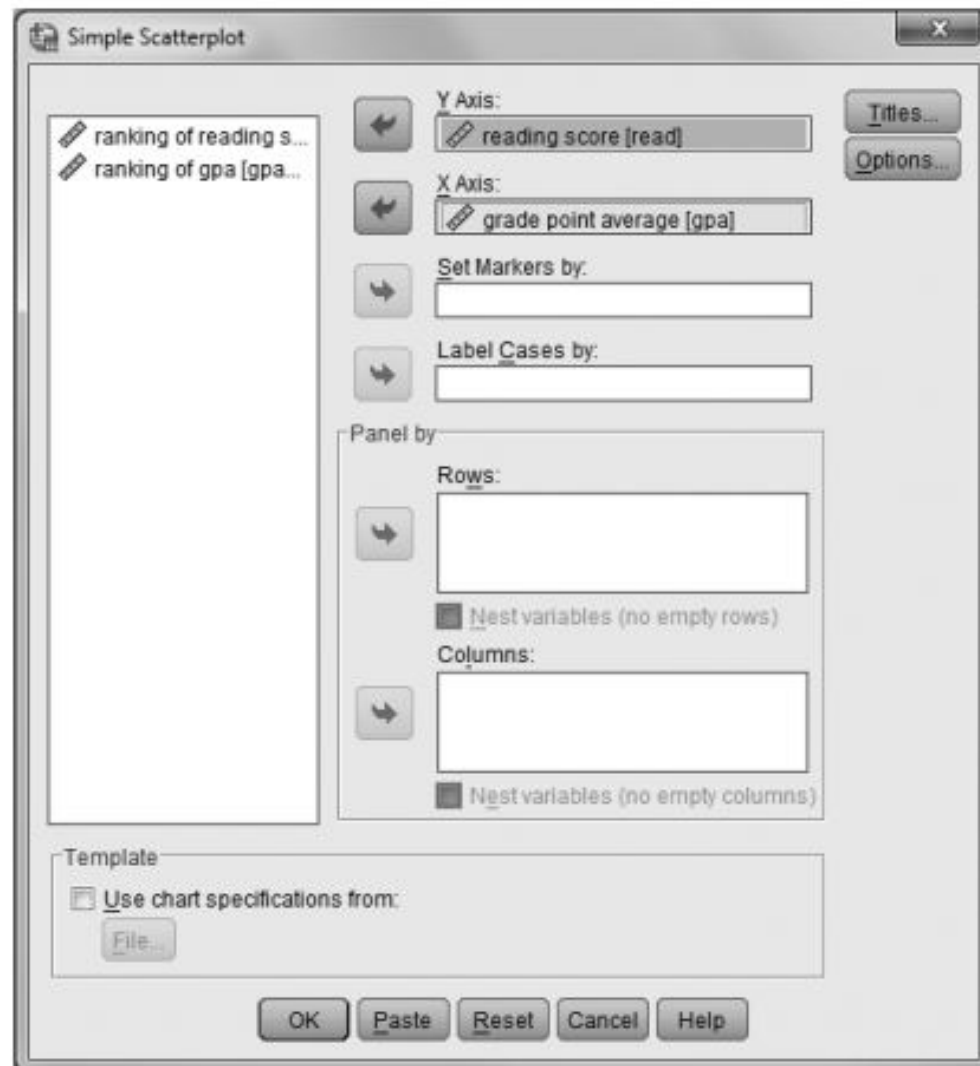 Simple Scatterplot
ranking of reading s...
ranking of gpa [gpa...
Y Axis:
reading score [read]
X Axis:
grade point average [gpa]
Set Markers by:
Label Cases by:
Panel by
Rows:
Nest variables (no empty rows)
Columns:
Nest variables (no empty columns)
Titles...
Options...
Template
Use chart specifications from:
File...
OK Paste Reset Cancel Help